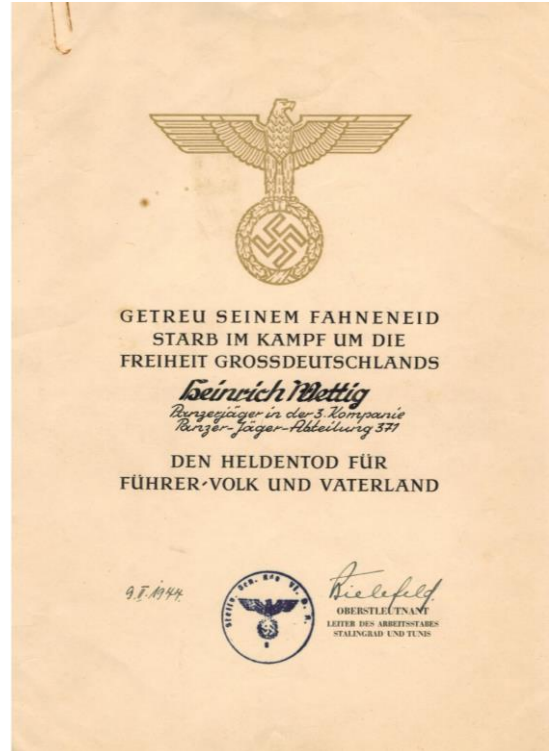 GETREU SEINEM FAHNENEID
STARB IM KAMPF UM DIE
FREIHEIT GROSSDEUTSCHLANDS
Heinrich Mettig
Panzerjäger in der 3. Kompanie
Panzer-Jäger-Abteilung 371
DEN HELDENTOD FÜR
FÜHRER-VOLK UND VATERLAND
1944
Bielefeld
OBERSTLEUTNANT
LEITER DES ARBEITSSTABES
STALINGRAD UND TUNIS